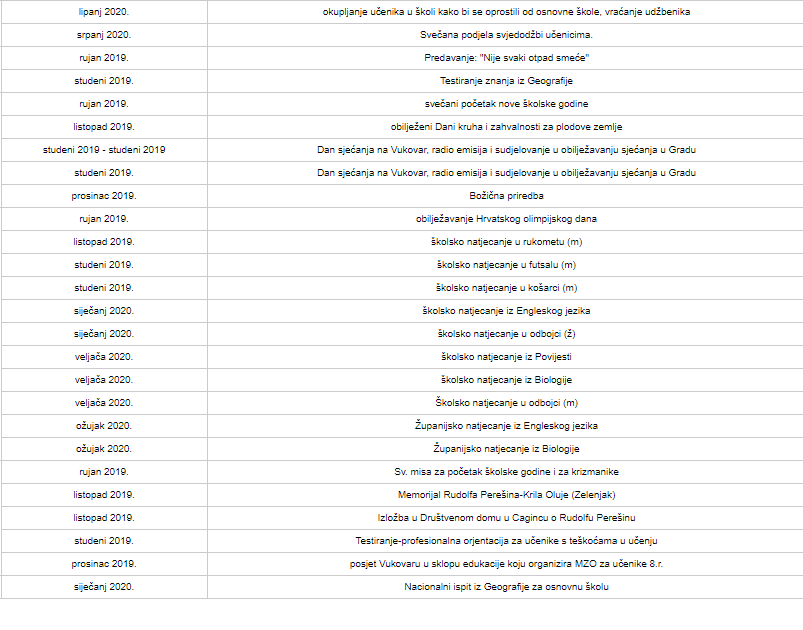 lipanj 2020. okupljanje učenika u školi kako bi se oprostili od osnovne škole, vraćanje udžbenika
srpanj 2020. Svečana podjela svjedodžbi učenicima.
rujan 2019. Predavanje: "Nije svaki otpad smeće"
studeni 2019. Testiranje znanja iz Geografije
rujan 2019. svečani početak nove školske godine
listopad 2019. obilježeni Dani kruha i zahvalnosti za plodove zemlje
studeni 2019 - studeni 2019 Dan sjećanja na Vukovar, radio emisija i sudjelovanje u obilježavanju sjećanja u Gradu
studeni 2019. Dan sjećanja na Vukovar, radio emisija i sudjelovanje u obilježavanju sjećanja u Gradu
prosinac 2019. Božična priredba
rujan 2019. obilježavanje Hrvatskog olimpijskog dana
listopad 2019. školsko natjecanje u rukometu (m)
studeni 2019. školsko natjecanje u futsalu (m)
studeni 2019. školsko natjecanje u košarci (m)
siječanj 2020. školsko natjecanje iz Engleskog jezika
siječanj 2020. školsko natjecanje u odbojci (ž)
veljača 2020. školsko natjecanje iz Povijesti
veljača 2020. školsko natjecanje iz Biologije
veljača 2020. Školsko natjecanje u odbojci (m)
ožujak 2020. Županijsko natjecanje iz Engleskog jezika
ožujak 2020. Županijsko natjecanje iz Biologije
rujan 2019. Sv. misa za početak školske godine i za krizmanike
listopad 2019. Memorijal Rudolfa Perešina-Krila Oluje (Zelenjak)
listopad 2019. Izložba u Društvenom domu u Cagincu o Rudolfu Perešinu
studeni 2019. Testiranje-profesionalna orjentacija za učenike s teškoćama u učenju
prosinac 2019. posjet Vukovaru u sklopu edukacije koju organizira MZO za učenike 8.r.
siječanj 2020. Nacionalni ispit iz Geografije za osnovnu školu